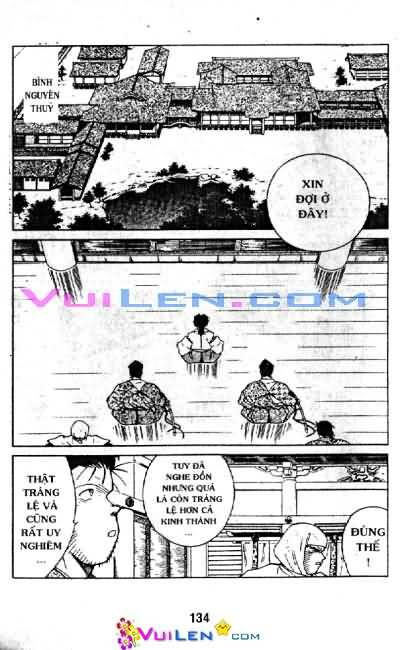 BÌNH
NGUYÊN
THUỶ
XIN
ĐỢI Ở
ĐÂY!
VUILEN.COM
THẬT
TRÁNG
LỆ VÀ
CŨNG
RẤT UY
NGHIÊM
...
TUY ĐÃ
NGHE ĐỒN
NHƯNG QUẢ
LÀ CÒN TRÁNG
LỆ HƠN CẢ
KINH THÀNH
...
ĐÚNG
THẾ
!
134
VUILEN.COM